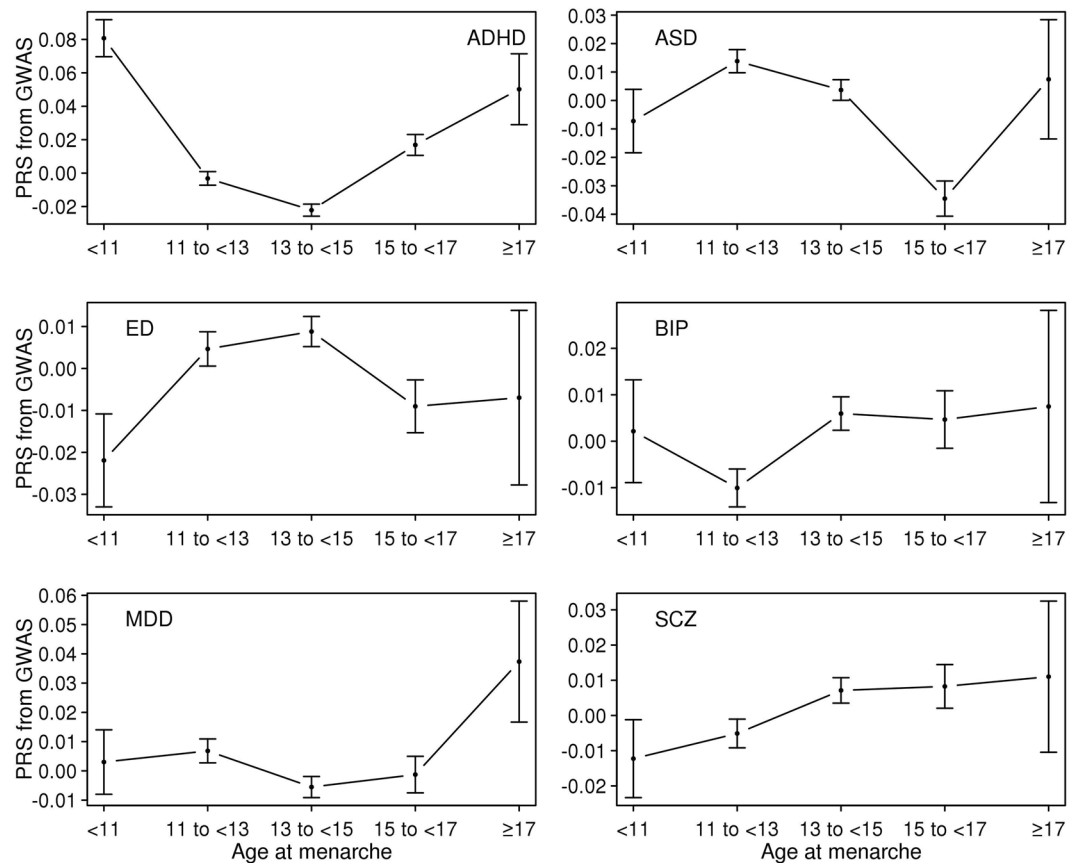 PRS from GWAS
0.08
0.06
0.04
0.02
0.00
-0.02
ADHD
<11 11 to <13 13 to <15 15 to <17 ≥17
0.03
0.02
0.01
0.00
-0.01
-0.02
-0.03
-0.04
ASD
<11 11 to <13 13 to <15 15 to <17 ≥17
PRS from GWAS
0.01
0.00
-0.01
-0.02
-0.03
ED
<11 11 to <13 13 to <15 15 to <17 ≥17
0.02
0.01
0.00
-0.01
BIP
<11 11 to <13 13 to <15 15 to <17 ≥17
PRS from GWAS
0.06
0.05
0.04
0.03
0.02
0.01
0.00
-0.01
MDD
<11 11 to <13 13 to <15 15 to <17 ≥17
Age at menarche
0.03
0.02
0.01
0.00
-0.01
-0.02
SCZ
<11 11 to <13 13 to <15 15 to <17 ≥17
Age at menarche